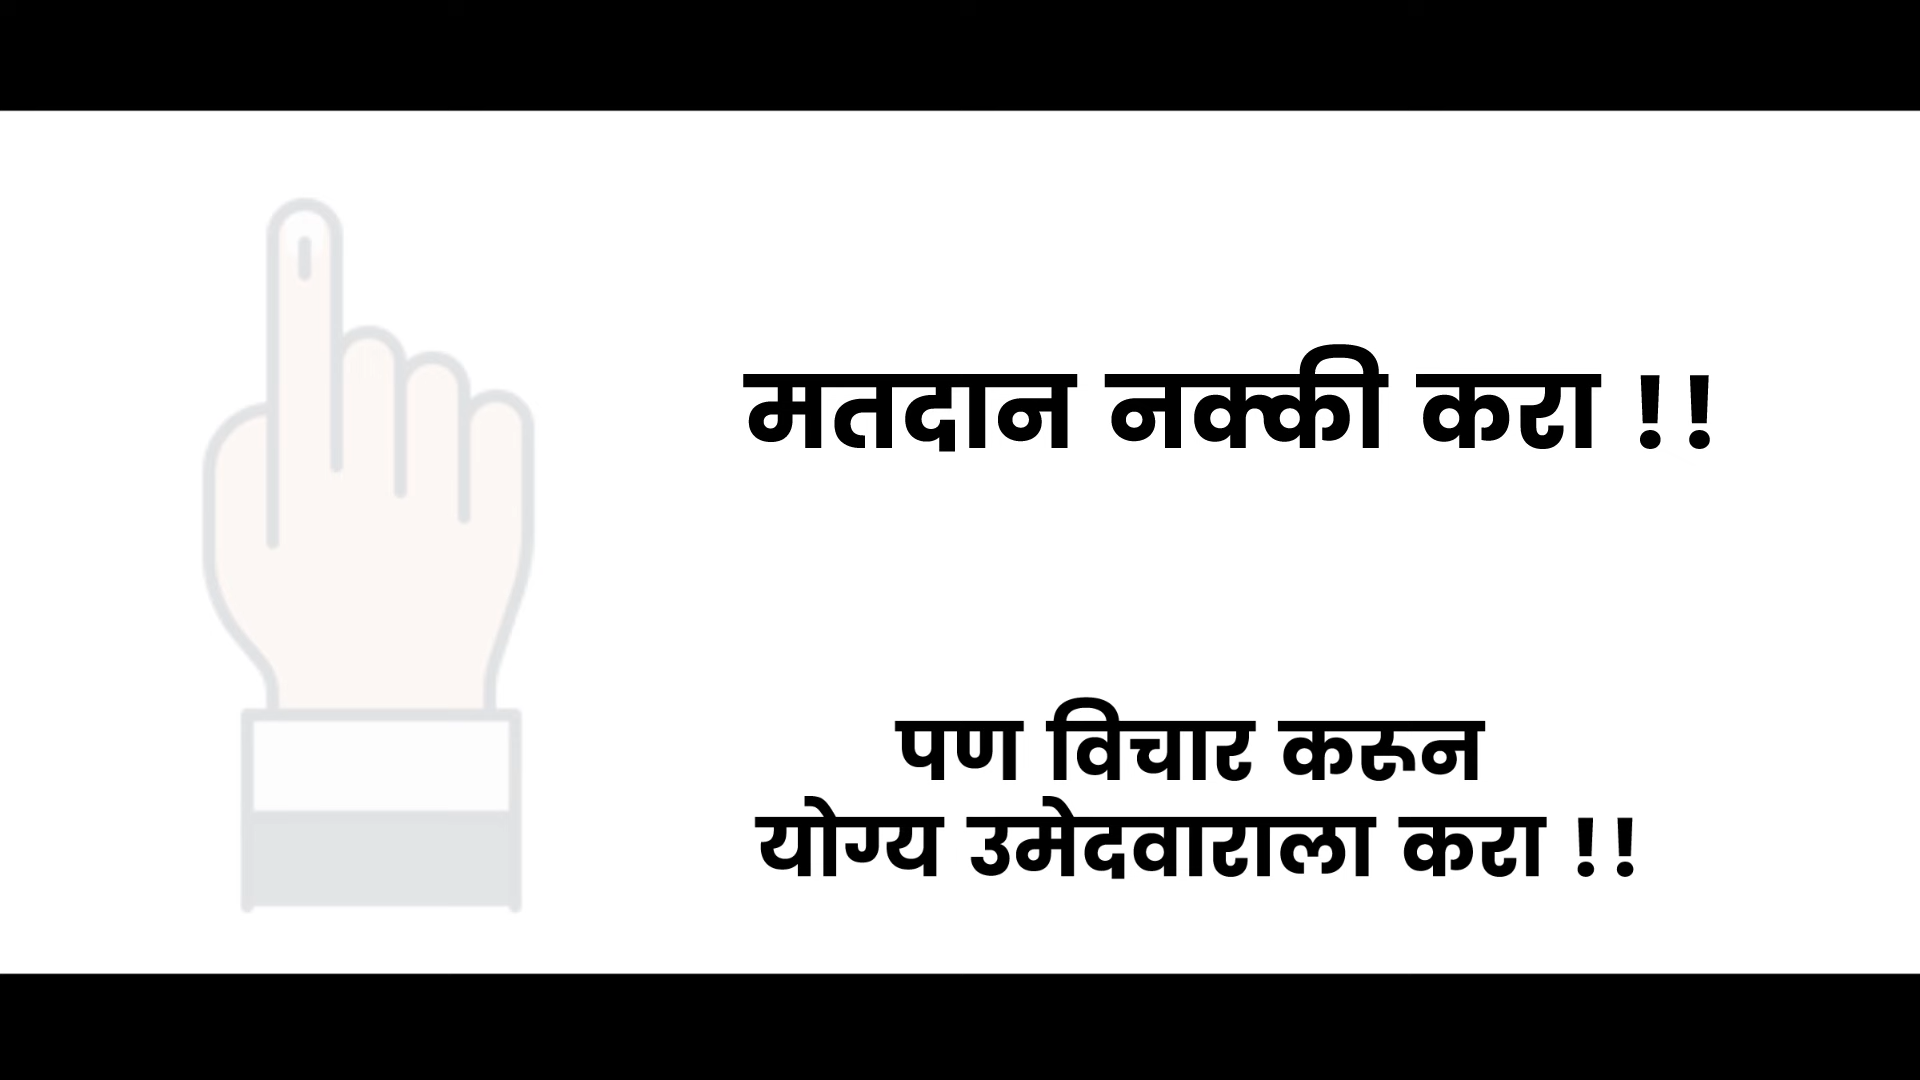 मतदान नक्की करा !!
पण विचार करून
योग्य उमेदवाराला करा !!